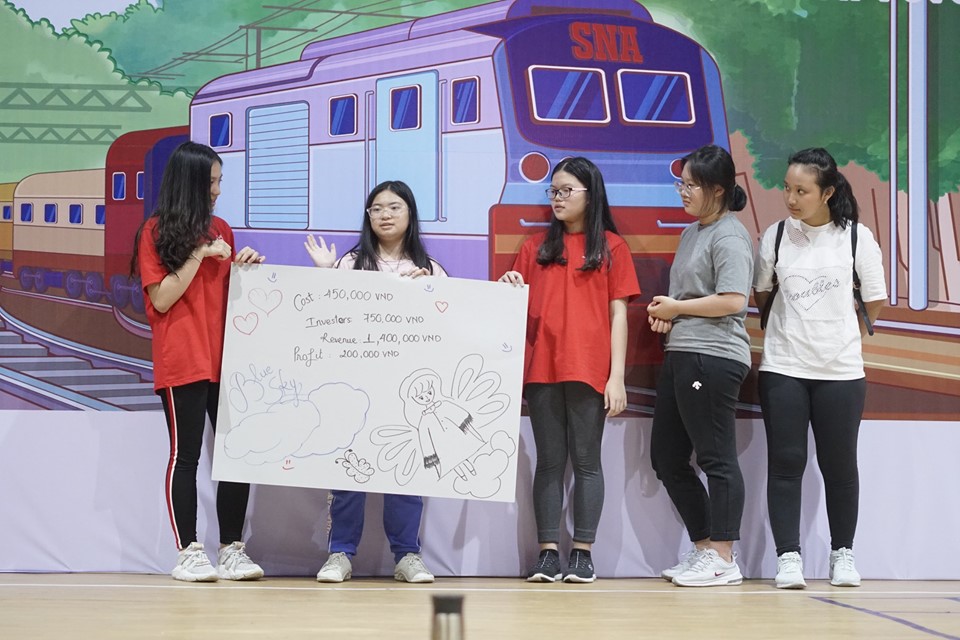 SNA
Cost : 450,000 VND
Investors 750,000 VND
Revenue 1,400,000 VND
Profit : 200,000 VND
Blue
Sky